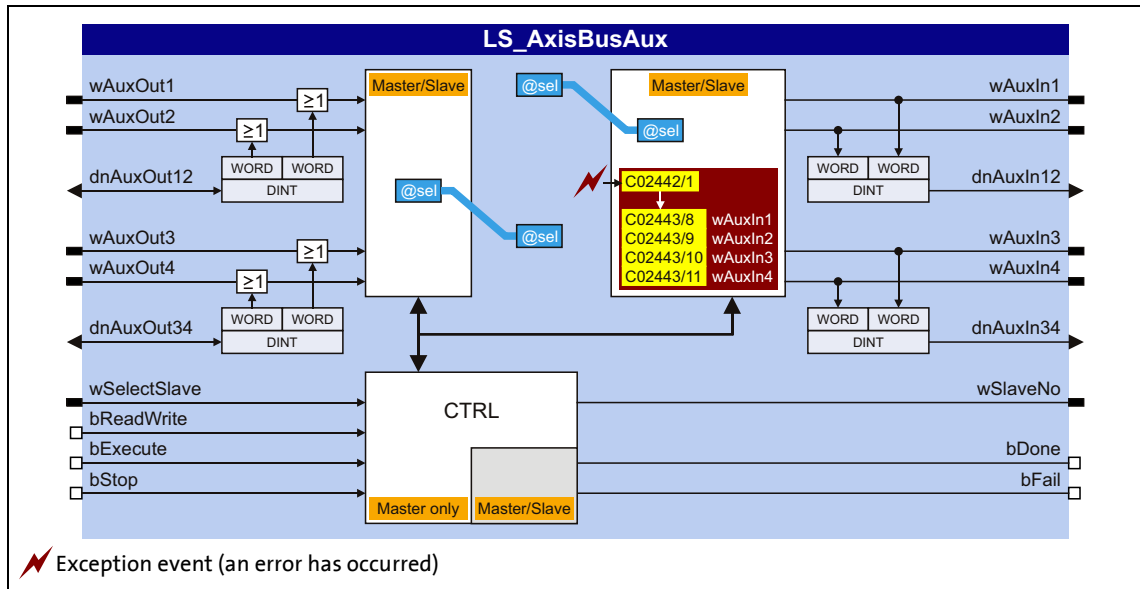 LS_AxisBusAux
wAuxOut1
wAuxOut2
dnAuxOut12
wAuxOut3
wAuxOut4
dnAuxOut34
≥1
≥1
WORD WORD
DINT
≥1
≥1
WORD WORD
DINT
Master/Slave
@sel
@sel
@sel
@sel
Master/Slave
C02442/1
C02443/8 wAuxIn1
C02443/9 wAuxIn2
C02443/10 wAuxIn3
C02443/11 wAuxIn4
wAuxIn1
wAuxIn2
WORD WORD
DINT
dnAuxIn12
wAuxIn3
wAuxIn4
WORD WORD
DINT
dnAuxIn34
wSelectSlave
bReadWrite
bExecute
bStop
CTRL
Master only
Master/Slave
wSlaveNo
bDone
bFail
Exception event (an error has occurred)